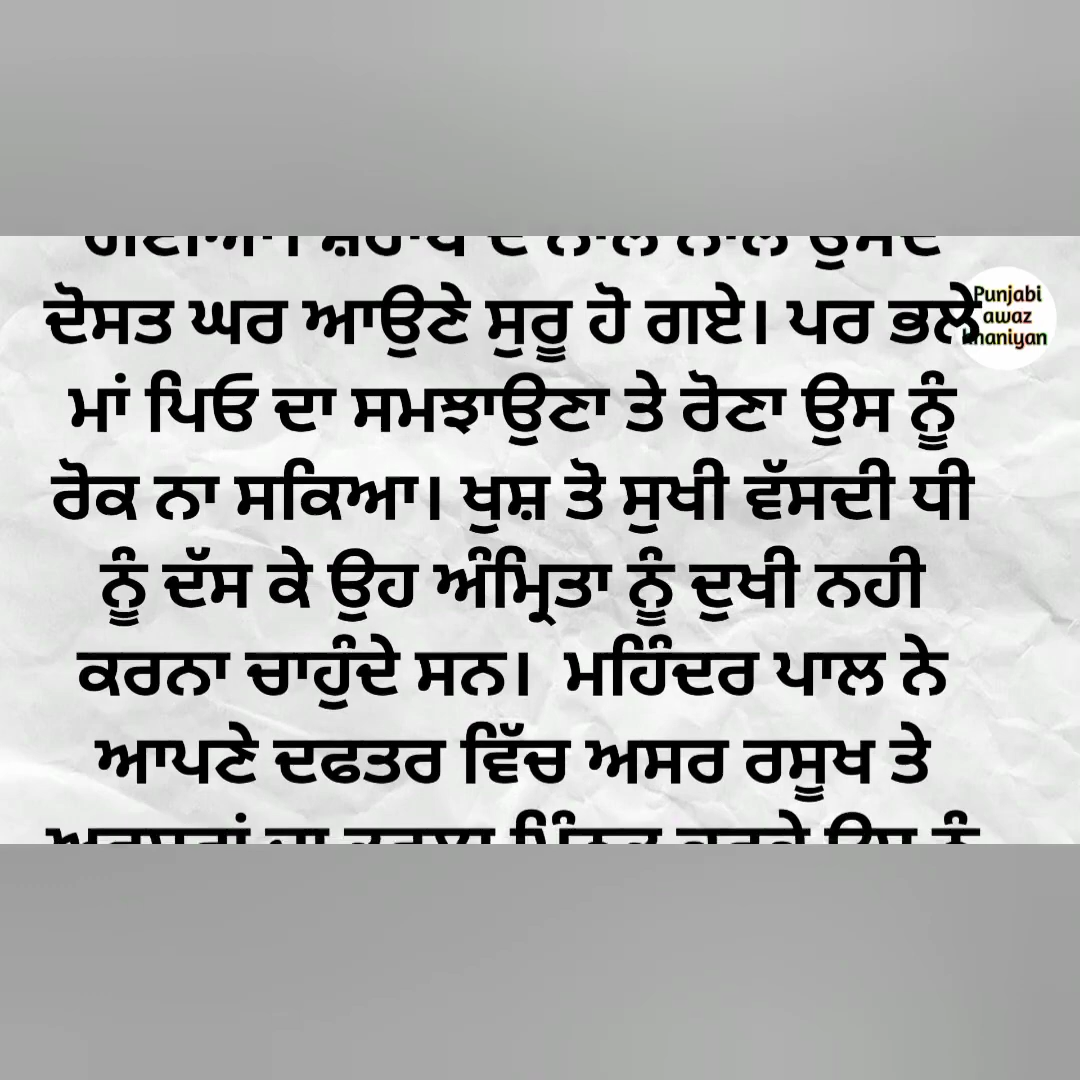 ਦੋਸਤ ਘਰ ਆਉਣੇ ਸੁਰੂ ਹੋ ਗਏ। ਪਰ ਭਲੇ
ਮਾਂ ਪਿਓ ਦਾ ਸਮਝਾਉਣਾ ਤੇ ਰੋਣਾ ਉਸ ਨੂੰ
ਰੋਕ ਨਾ ਸਕਿਆ। ਖੁਸ਼ ਤੋ ਸੁਖੀ ਵੱਸਦੀ ਧੀ
ਨੂੰ ਦੱਸ ਕੇ ਉਹ ਅੰਮ੍ਰਿਤਾ ਨੂੰ ਦੁਖੀ ਨਹੀ
ਕਰਨਾ ਚਾਹੁੰਦੇ ਸਨ। ਮਹਿੰਦਰ ਪਾਲ ਨੇ
ਆਪਣੇ ਦਫਤਰ ਵਿੱਚ ਅਸਰ ਰਸੂਖ ਤੇ
Punjabi
awaz